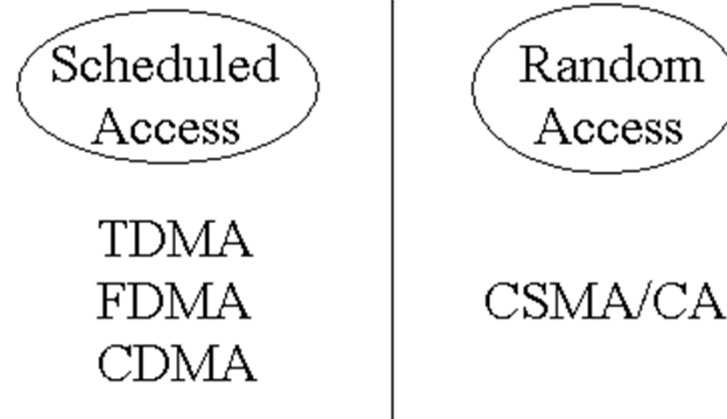 Scheduled
Access
TDMA
FDMA
CDMA
Random
Access
CSMA/CA